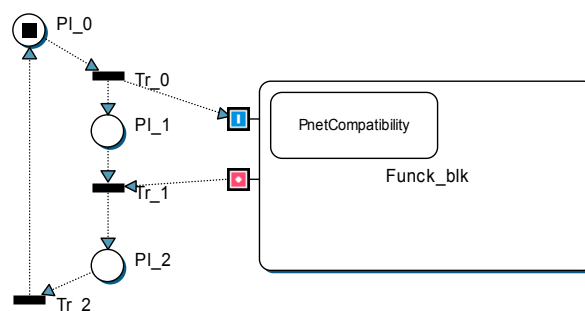 Pl_0
Tr_0
Pl_1
PnetCompatibility
Funck_blk
Tr_1
Pl_2
Tr_2